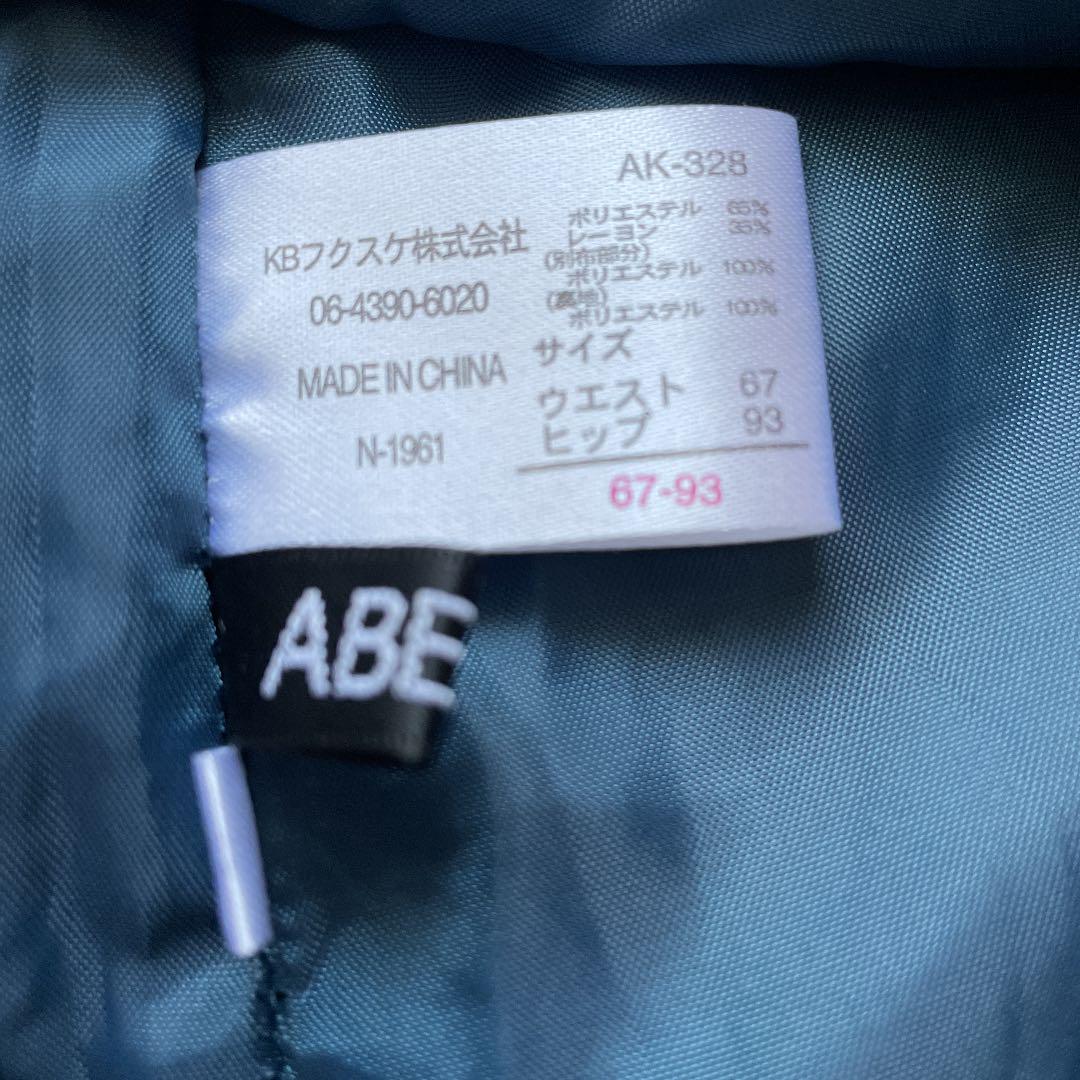 KBフクスケ株式会社
06-4390-6020
MADE IN CHINA
N-1961
AK-328
ポリエステル 65%
レーヨン 35%
(別布部分)
ポリエステル 100%
(裏地)
ポリエステル 100%
サイズ
ウエスト 67
ヒップ 93
67-93
ABE